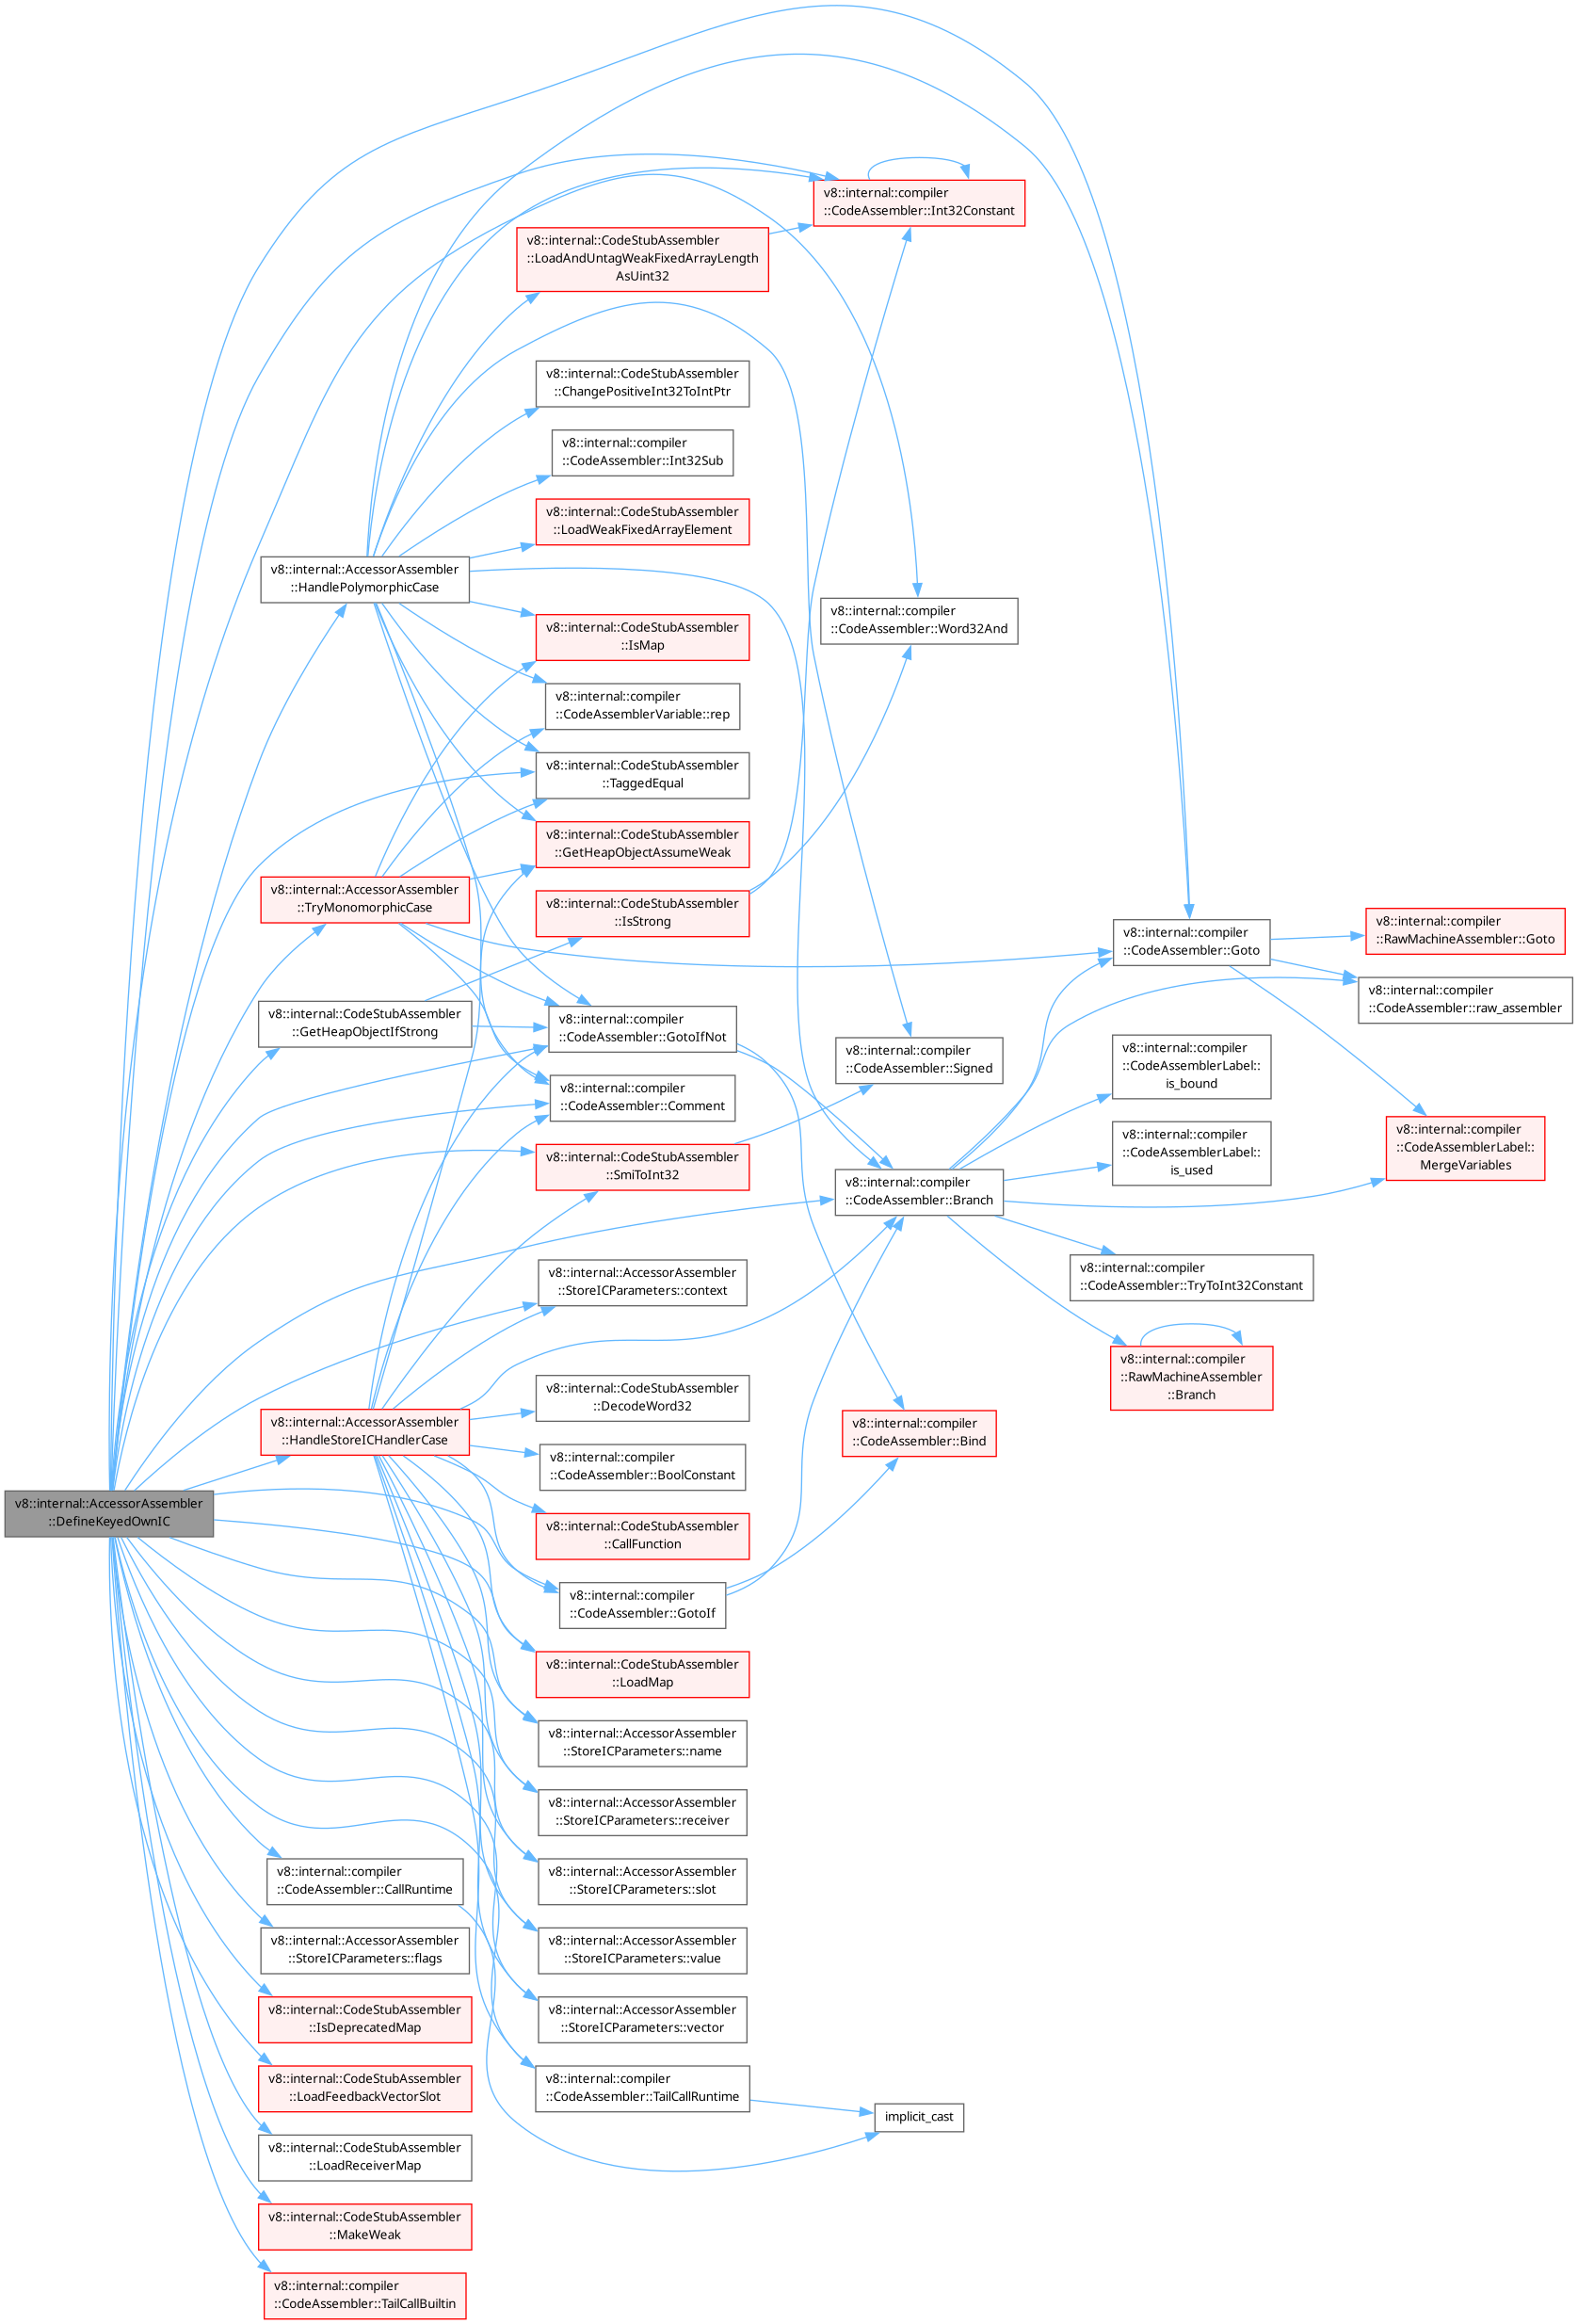 v8::internal::compiler
::CodeAssembler::Int32Constant
v8::internal::CodeStubAssembler
::LoadAndUntagWeakFixedArrayLength
AsUint32
v8::internal::CodeStubAssembler
::ChangePositiveInt32ToIntPtr
v8::internal::compiler
::CodeAssembler::Int32Sub
v8::internal::CodeStubAssembler
::LoadWeakFixedArrayElement
v8::internal::AccessorAssembler
::HandlePolymorphicCase
v8::internal::CodeStubAssembler
::IsMap
v8::internal::compiler
::CodeAssembler::Word32And
v8::internal::compiler
::CodeAssemblerVariable::rep
v8::internal::CodeStubAssembler
::TaggedEqual
v8::internal::CodeStubAssembler
::GetHeapObjectAssumeWeak
v8::internal::AccessorAssembler
::TryMonomorphicCase
v8::internal::CodeStubAssembler
::IsStrong
v8::internal::compiler
::CodeAssembler::Goto
v8::internal::compiler
::RawMachineAssembler::Goto
v8::internal::compiler
::CodeAssembler::raw_assembler
v8::internal::CodeStubAssembler
::GetHeapObjectIfStrong
v8::internal::compiler
::CodeAssembler::GotoIfNot
v8::internal::compiler
::CodeAssembler::Signed
v8::internal::compiler
::CodeAssemblerLabel::
is_bound
v8::internal::compiler
::CodeAssembler::Comment
v8::internal::compiler
::CodeAssemblerLabel::
is_used
v8::internal::compiler
::CodeAssemblerLabel::
MergeVariables
v8::internal::CodeStubAssembler
::SmiToInt32
v8::internal::compiler
::CodeAssembler::Branch
v8::internal::compiler
::CodeAssembler::TryToInt32Constant
v8::internal::AccessorAssembler
::StoreICParameters::context
v8::internal::compiler
::RawMachineAssembler
::Branch
v8::internal::CodeStubAssembler
::DecodeWord32
v8::internal::AccessorAssembler
::HandleStoreICHandlerCase
v8::internal::compiler
::CodeAssembler::Bind
v8::internal::compiler
::CodeAssembler::BoolConstant
v8::internal::AccessorAssembler
::DefineKeyedOwnIC
v8::internal::CodeStubAssembler
::CallFunction
v8::internal::compiler
::CodeAssembler::GotoIf
v8::internal::CodeStubAssembler
::LoadMap
v8::internal::AccessorAssembler
::StoreICParameters::name
v8::internal::AccessorAssembler
::StoreICParameters::receiver
v8::internal::compiler
::CodeAssembler::CallRuntime
v8::internal::AccessorAssembler
::StoreICParameters::slot
v8::internal::AccessorAssembler
::StoreICParameters::flags
v8::internal::AccessorAssembler
::StoreICParameters::value
v8::internal::CodeStubAssembler
::IsDeprecatedMap
v8::internal::AccessorAssembler
::StoreICParameters::vector
v8::internal::CodeStubAssembler
::LoadFeedbackVectorSlot
v8::internal::compiler
::CodeAssembler::TailCallRuntime
implicit_cast
v8::internal::CodeStubAssembler
::LoadReceiverMap
v8::internal::CodeStubAssembler
::MakeWeak
v8::internal::compiler
::CodeAssembler::TailCallBuiltin